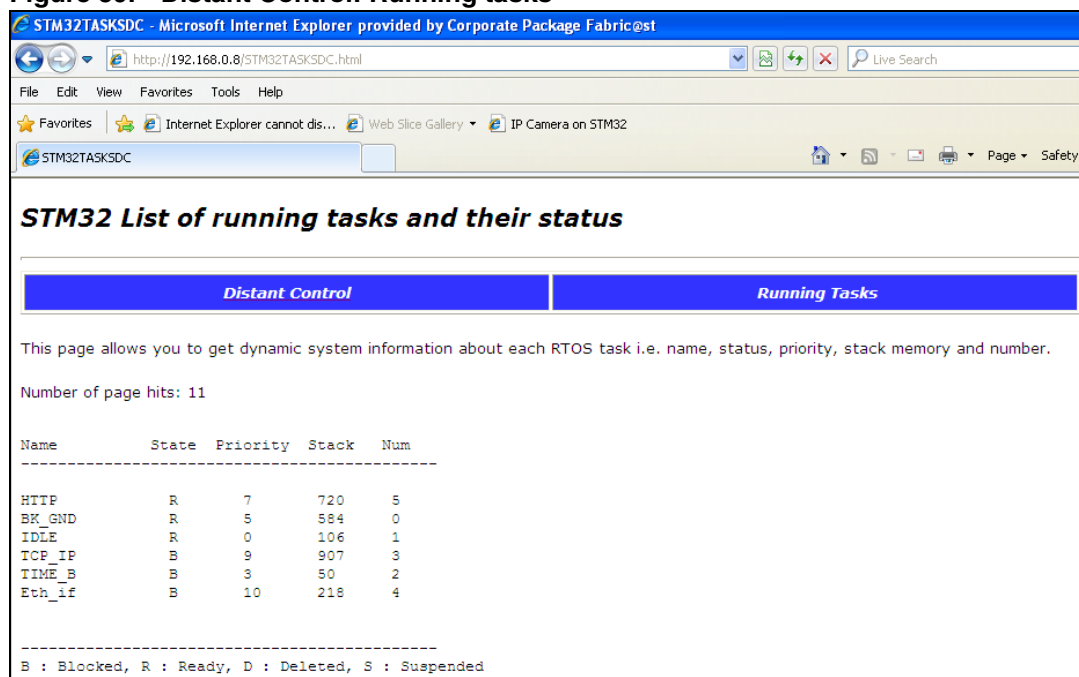 STM32TASKSDC - Microsoft Internet Explorer provided by Corporate Package Fabric@st
http://192.168.0.8/STM32TASKSDC.html
Live Search
File Edit View Favorites Tools Help
Favorites Internet Explorer cannot dis... Web Slice Gallery IP Camera on STM32
STM32TASKSDC Page Safety
STM32 List of running tasks and their status
Distant Control Running Tasks
This page allows you to get dynamic system information about each RTOS task i.e. name, status, priority, stack memory and number.
Number of page hits: 11
Name State Priority Stack Num
---------------------------------------------
HTTP R 7 720 5
BK_GND R 5 584 0
IDLE R 0 106 1
TCP_IP B 9 907 3
TIME_B B 3 50 2
Eth_if B 10 218 4
---------------------------------------------
B : Blocked, R : Ready, D : Deleted, S : Suspended